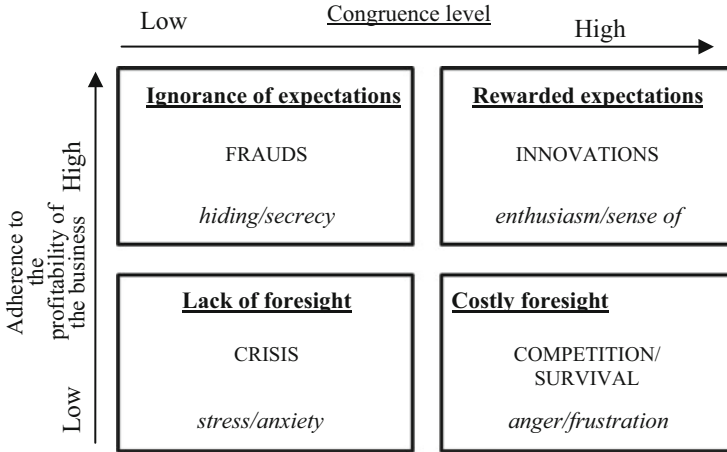 Congruence level
Low
High
Ignorance of expectations
FRAUDS
hiding/secrecy
Rewarded expectations
INNOVATIONS
enthusiasm/sense of
High
Adherence to
the
profitability of
the business
Low
Lack of foresight
CRISIS
stress/anxiety
Costly foresight
COMPETITION/
SURVIVAL
anger/frustration